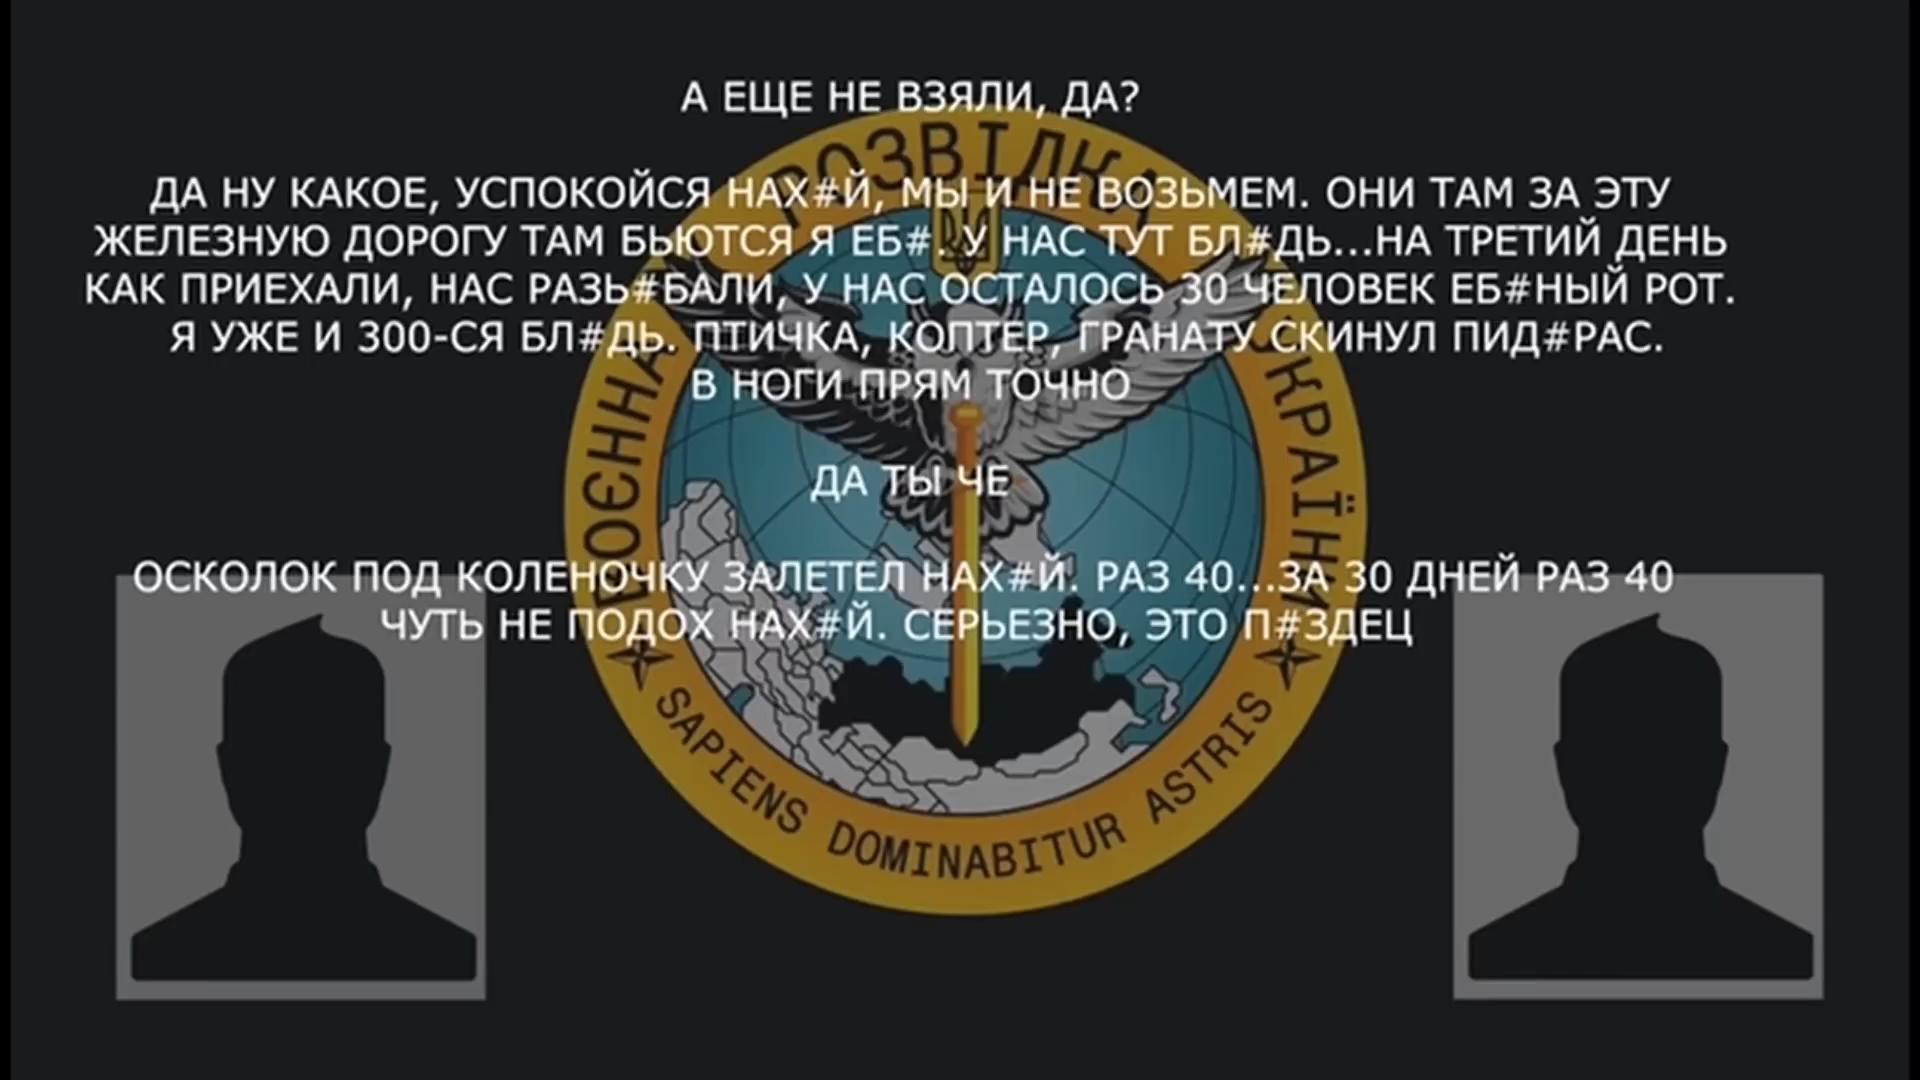 А ЕЩЕ НЕ ВЗЯЛИ, ДА?
ДА НУ КАКОЕ, УСПОКОЙСЯ НАХ#Й, МЫ И НЕ ВОЗЬМЕМ. ОНИ ТАМ ЗА ЭТУ
ЖЕЛЕЗНУЮ ДОРОГУ ТАМ БЬЮТСЯ Я ЕБ#. У НАС ТУТ БЛ#ДЬ...НА ТРЕТИЙ ДЕНЬ
КАК ПРИЕХАЛИ, НАС РАЗЬ#БАЛИ, У НАС ОСТАЛОСЬ 30 ЧЕЛОВЕК ЕБ#НЫЙ РОТ.
Я УЖЕ И 300-СЯ БЛ#ДЬ. ПТИЧКА, КОПТЕР, ГРАНАТУ СКИНУЛ ПИД#РАС.
В НОГИ ПРЯМ ТОЧНО
ДА ТЫ ЧЕ
ОСКОЛОК ПОД КОЛЕНОЧКУ ЗАЛЕТЕЛ НАХ#Й. РАЗ 40...ЗА 30 ДНЕЙ РАЗ 40
ЧУТЬ НЕ ПОДОХ НАХ#Й. СЕРЬЕЗНО, ЭТО П#ЗДЕЦ
ВОЄННА РОЗВІДКА УКРАЇНИ
SAPIENS DOMINABITUR ASTRIS